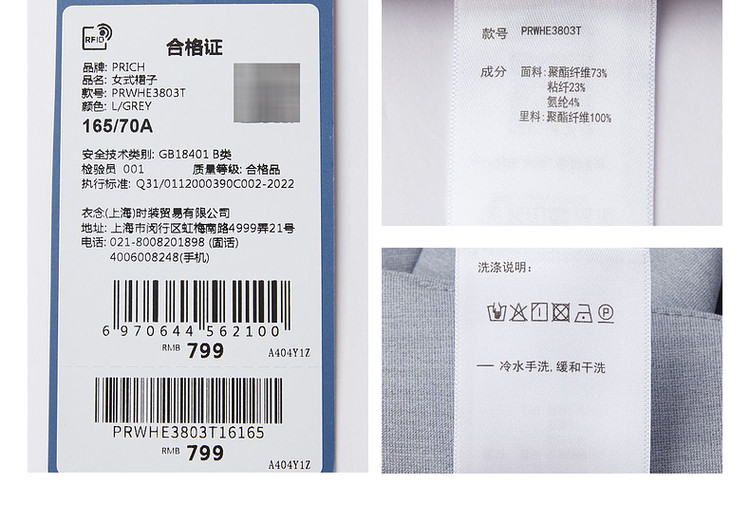 RFID
合格证
品牌: PRICH
品名: 女式裙子
款号: PRWHE3803T
颜色: L/GREY
165/70A
安全技术类别: GB18401 B类
检验员 001 质量等级: 合格品
执行标准: Q31/0112000390C002-2022
衣念(上海)时装贸易有限公司
地址: 上海市闵行区虹梅南路4999弄21号
电话: 021-8008201898 (固话)
4006008248(手机)
6 970644 562100
RMB 799 A404Y1Z
PRWHE3803T16165
RMB 799
A404Y1Z
款号 PRWHE3803T
成分 面料: 聚酯纤维73%
粘纤23%
氨纶4%
里料: 聚酯纤维100%
洗涤说明:
P
— 冷水手洗, 缓和干洗